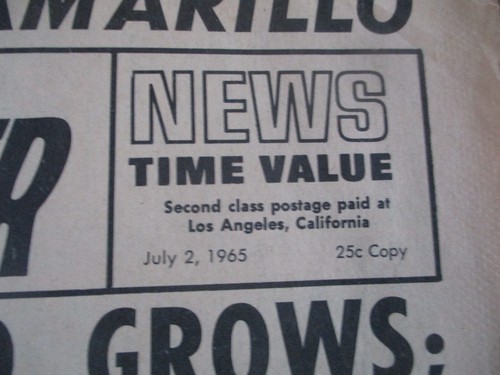 AMARILLO
NEWS
TIME VALUE
Second class postage paid at
Los Angeles, California
July 2, 1965 25c Copy
GROWS;